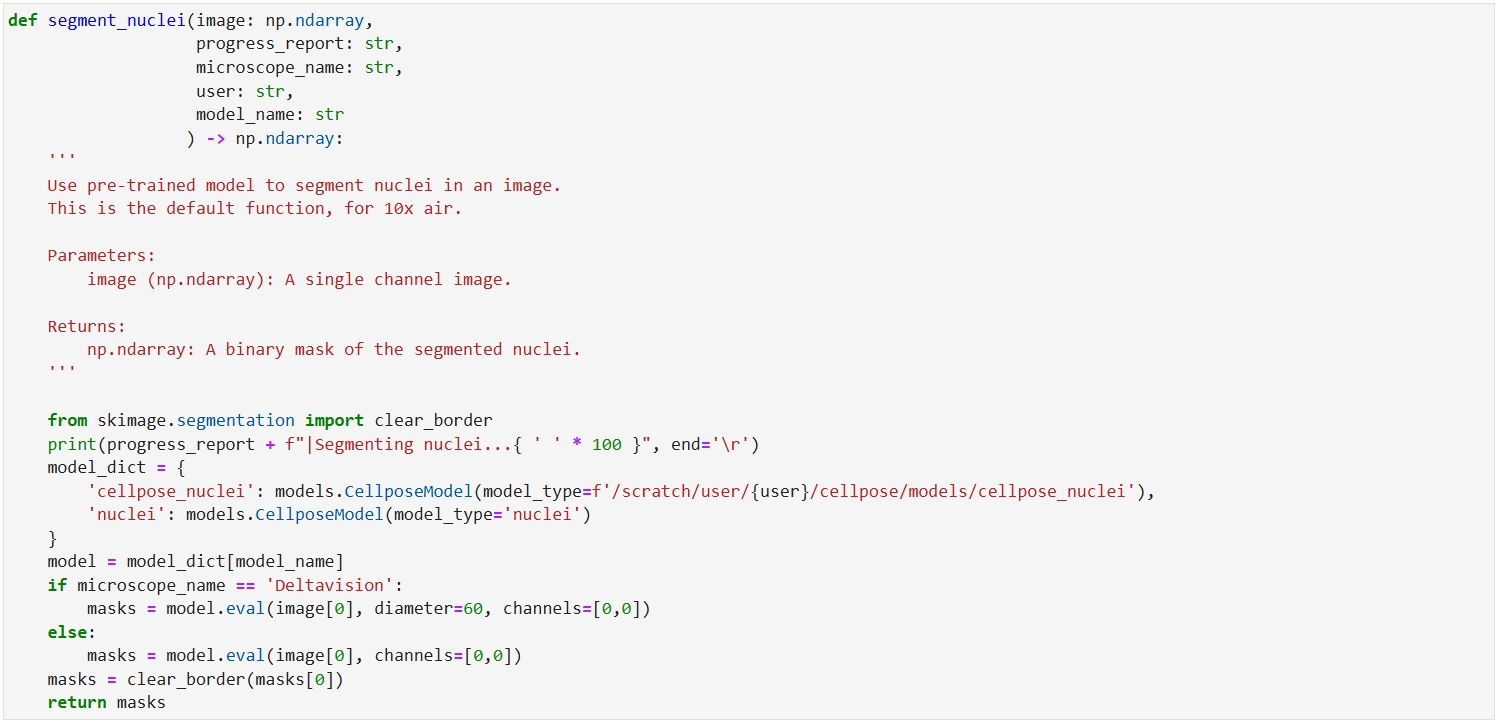 def segment_nuclei(image: np.ndarray,
                   progress_report: str,
                   microscope_name: str,
                   user: str,
                   model_name: str
                  ) -> np.ndarray:
    '''
    Use pre-trained model to segment nuclei in an image.
    This is the default function, for 10x air.

    Parameters:
        image (np.ndarray): A single channel image.

    Returns:
        np.ndarray: A binary mask of the segmented nuclei.
    '''

    from skimage.segmentation import clear_border
    print(progress_report + f"|Segmenting nuclei...{ ' ' * 100 }", end='\r')
    model_dict = {
        'cellpose_nuclei': models.CellposeModel(model_type=f'/scratch/user/{user}/cellpose/models/cellpose_nuclei'),
        'nuclei': models.CellposeModel(model_type='nuclei')
    }
    model = model_dict[model_name]
    if microscope_name == 'Deltavision':
        masks = model.eval(image[0], diameter=60, channels=[0,0])
    else:
        masks = model.eval(image[0], channels=[0,0])
    masks = clear_border(masks[0])
    return masks